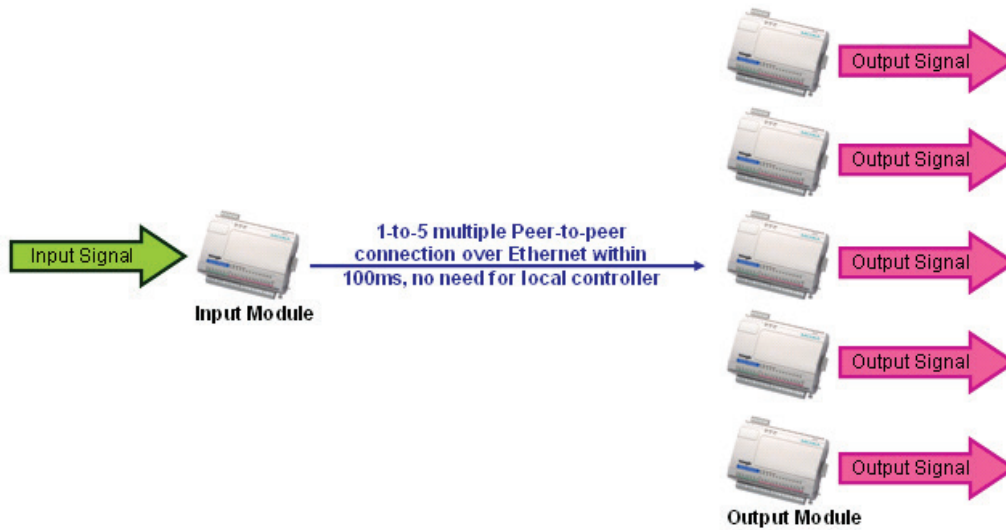 Output Signal
Output Signal
1-to-5 multiple Peer-to-peer
connection over Ethernet within
100ms, no need for local controller
Input Signal
Output Signal
Input Module
Output Signal
Output Signal
Output Module